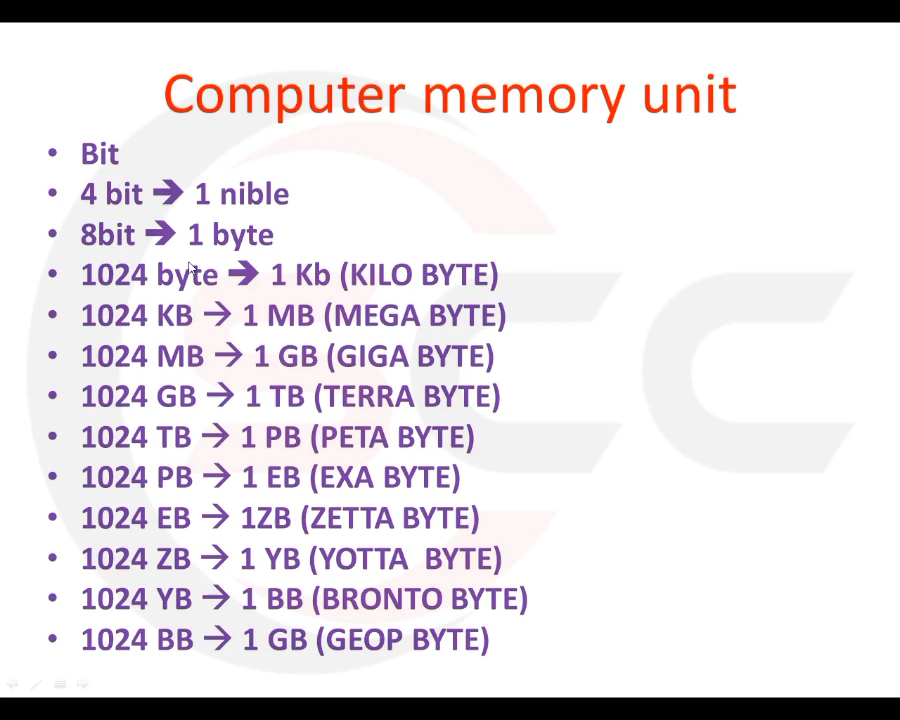 Computer memory unit
• Bit
• 4 bit ➔ 1 nible
• 8bit ➔ 1 byte
• 1024 byte ➔ 1 Kb (KILO BYTE)
• 1024 KB → 1 MB (MEGA BYTE)
• 1024 MB → 1 GB (GIGA BYTE)
• 1024 GB → 1 TB (TERRA BYTE)
• 1024 TB → 1 PB (PETA BYTE)
• 1024 PB → 1 EB (EXA BYTE)
• 1024 EB → 1ZB (ZETTA BYTE)
• 1024 ZB → 1 YB (YOTTA  BYTE)
• 1024 YB → 1 BB (BRONTO BYTE)
• 1024 BB → 1 GB (GEOP BYTE)